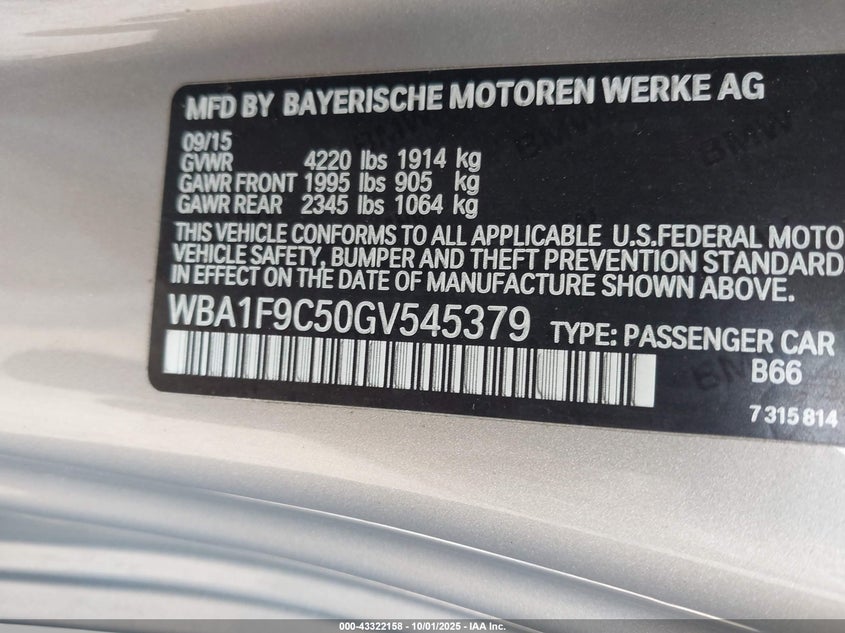 MFD BY BAYERISCHE MOTOREN WERKE AG
09/15
GVWR 4220 lbs 1914 kg
GAWR FRONT 1995 lbs 905 kg
GAWR REAR 2345 lbs 1064 kg
THIS VEHICLE CONFORMS TO ALL APPLICABLE U.S.FEDERAL MOTO
VEHICLE SAFETY, BUMPER AND THEFT PREVENTION STANDARD
IN EFFECT ON THE DATE OF MANUFACTURE SHOWN ABOVE.
WBA1F9C50GV545379 TYPE: PASSENGER CAR
B66
7 315 814
000-43322158 - 10/01/2025 - IAA Inc.